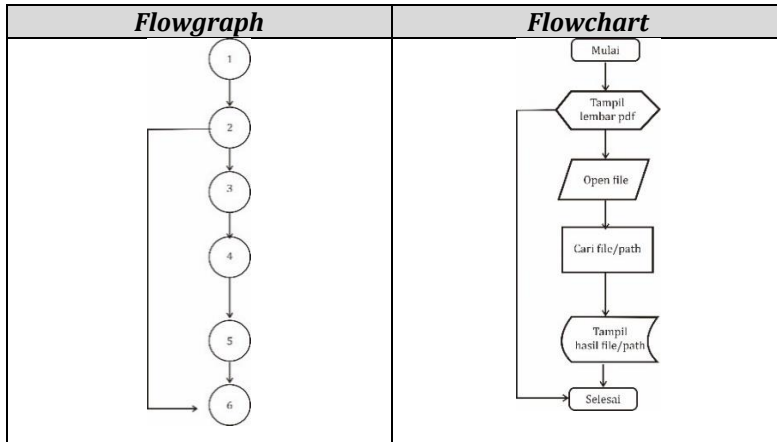 Flowgraph
Flowchart
1
2
3
4
5
6
Mulai
Tampil
lembar pdf
Open file
Cari file/path
Tampil
hasil file/path
Selesai